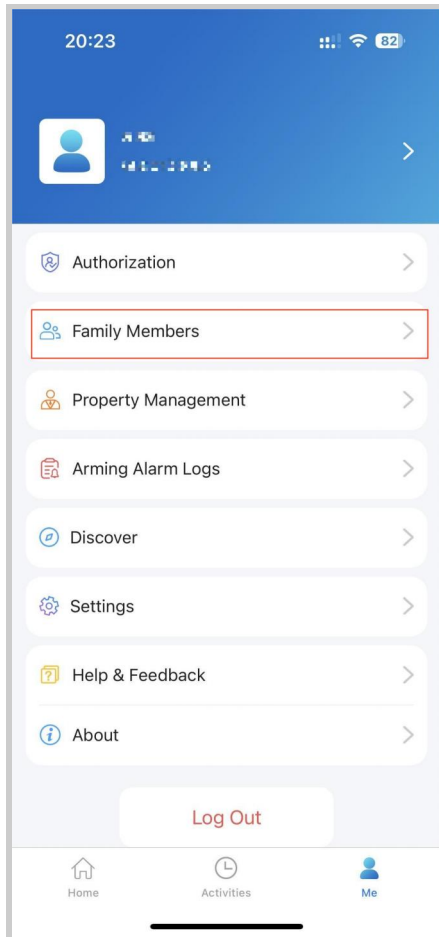 20:23
82
Authorization
Family Members
Property Management
Arming Alarm Logs
Discover
Settings
Help & Feedback
About
Log Out
Home
Activities
Me